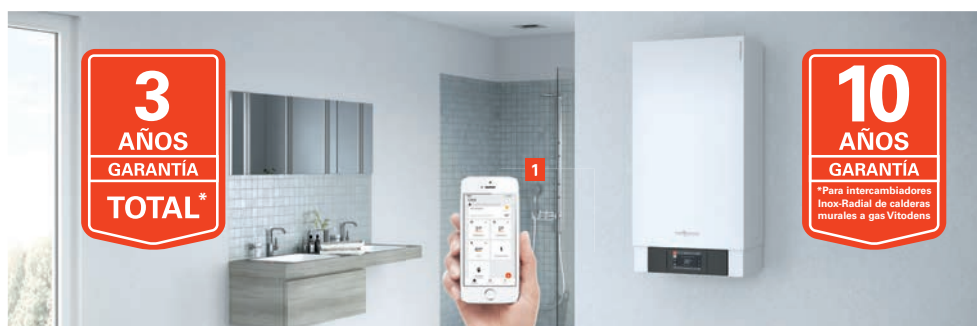 3
AÑOS
GARANTÍA
TOTAL*
1
10
AÑOS
GARANTÍA
*Para intercambiadores
Inox-Radial de calderas
murales a gas Vitodens